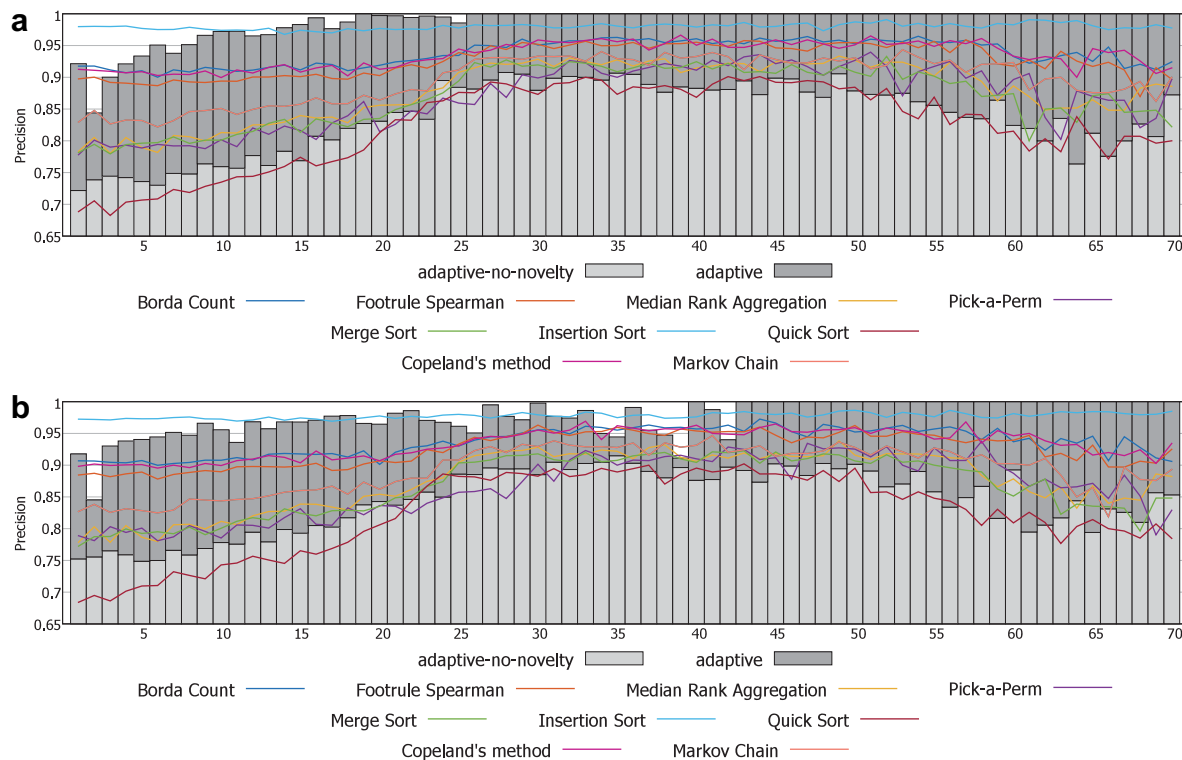 a
1
0.95
0.9
0.85
0.8
0.75
0.7
0.65
Precision
5 10 15 20 25 30 35 40 45 50 55 60 65 70
adaptive-no-novelty adaptive
Borda Count Footrule Spearman Median Rank Aggregation Pick-a-Perm
Merge Sort Insertion Sort Quick Sort
Copeland's method Markov Chain
b
1
0.95
0.9
0.85
0.8
0.75
0.7
0.65
Precision
5 10 15 20 25 30 35 40 45 50 55 60 65 70
adaptive-no-novelty adaptive
Borda Count Footrule Spearman Median Rank Aggregation Pick-a-Perm
Merge Sort Insertion Sort Quick Sort
Copeland's method Markov Chain